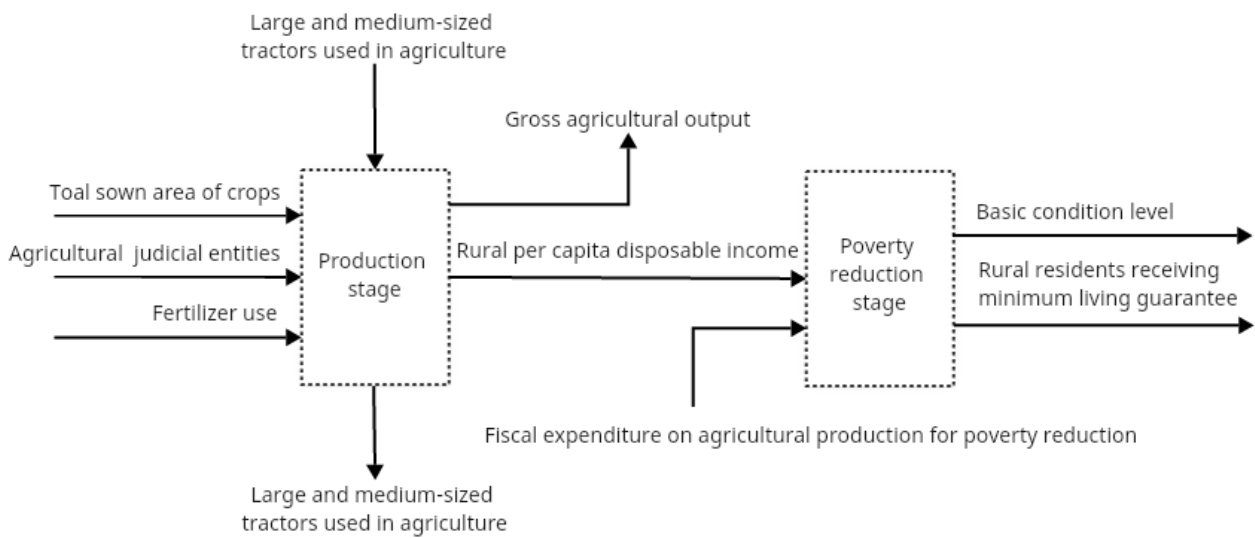 Large and medium-sized
tractors used in agriculture
Gross agricultural output
Toal sown area of crops
Agricultural judicial entities
Fertilizer use
Production
stage
Rural per capita disposable income
Poverty
reduction
stage
Basic condition level
Rural residents receiving
minimum living guarantee
Fiscal expenditure on agricultural production for poverty reduction
Large and medium-sized
tractors used in agriculture